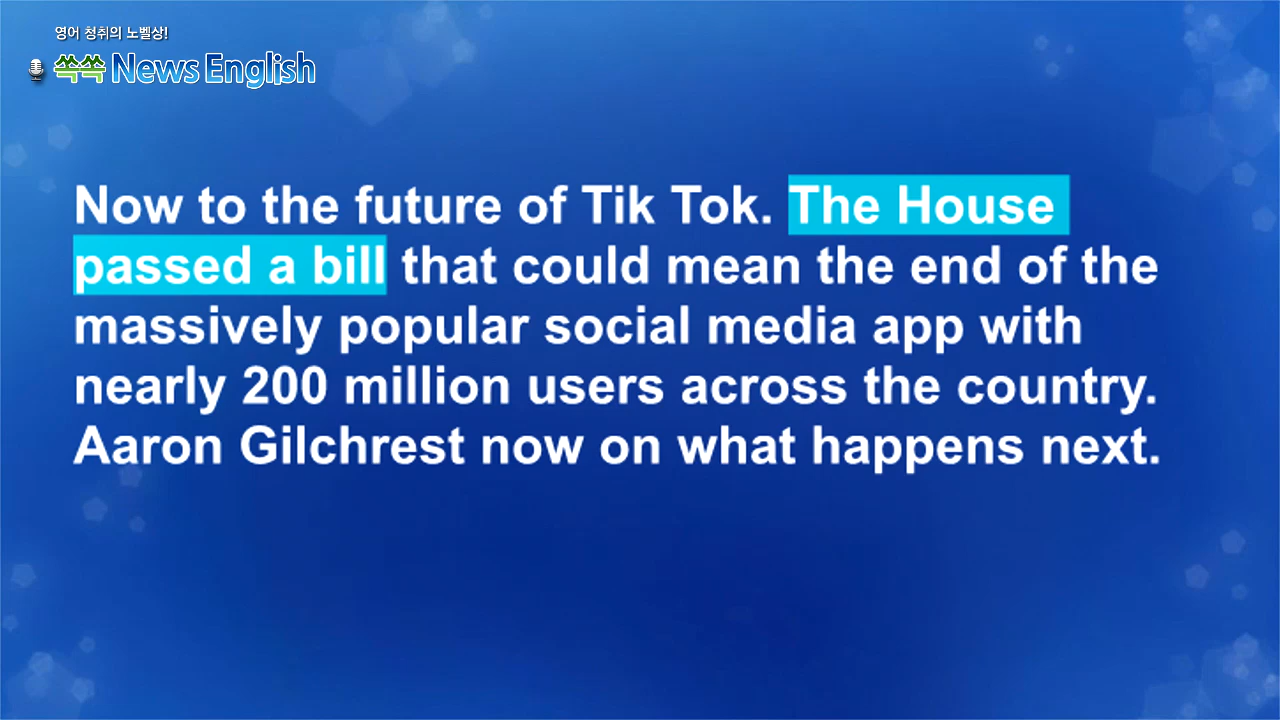 영어 청취의 노벨상!
쏙쏙 News English
Now to the future of Tik Tok. The House
passed a bill that could mean the end of the
massively popular social media app with
nearly 200 million users across the country.
Aaron Gilchrest now on what happens next.